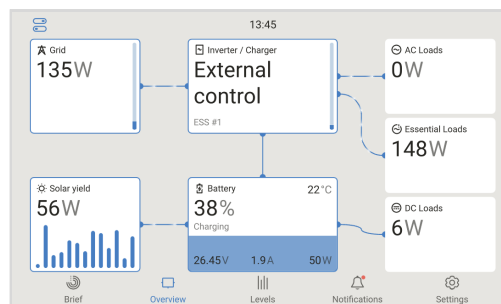 13:45
Grid
135W
Inverter / Charger
External
control
ESS #1
AC Loads
0W
Essential Loads
148W
Solar yield
56W
Battery
22°C
38%
Charging
26.45V 1.9A 50W
DC Loads
6W
Brief Overview Levels Notifications Settings